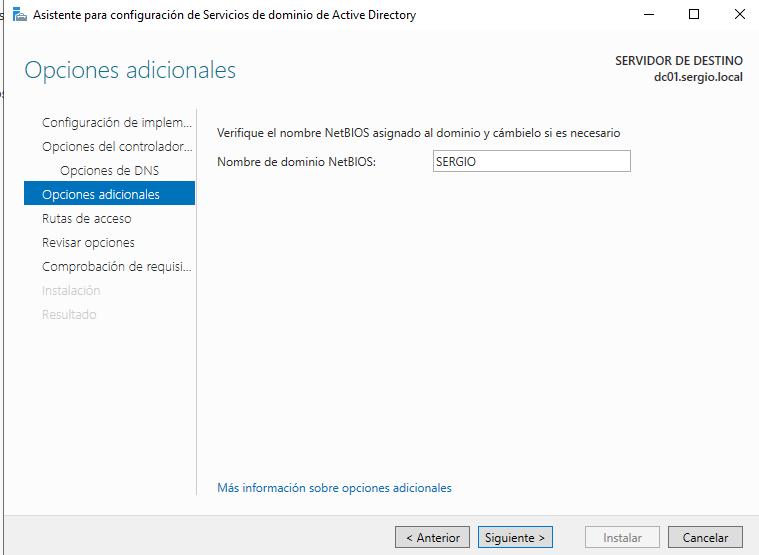 Asistente para configuración de Servicios de dominio de Active Directory
Opciones adicionales
SERVIDOR DE DESTINO
dc01.sergio.local
Configuración de implem...
Opciones del controlador...
Opciones de DNS
Opciones adicionales
Rutas de acceso
Revisar opciones
Comprobación de requisi...
Instalación
Resultado
Verifique el nombre NetBIOS asignado al dominio y cámbielo si es necesario
Nombre de dominio NetBIOS: SERGIO
Más información sobre opciones adicionales
< Anterior Siguiente > Instalar Cancelar